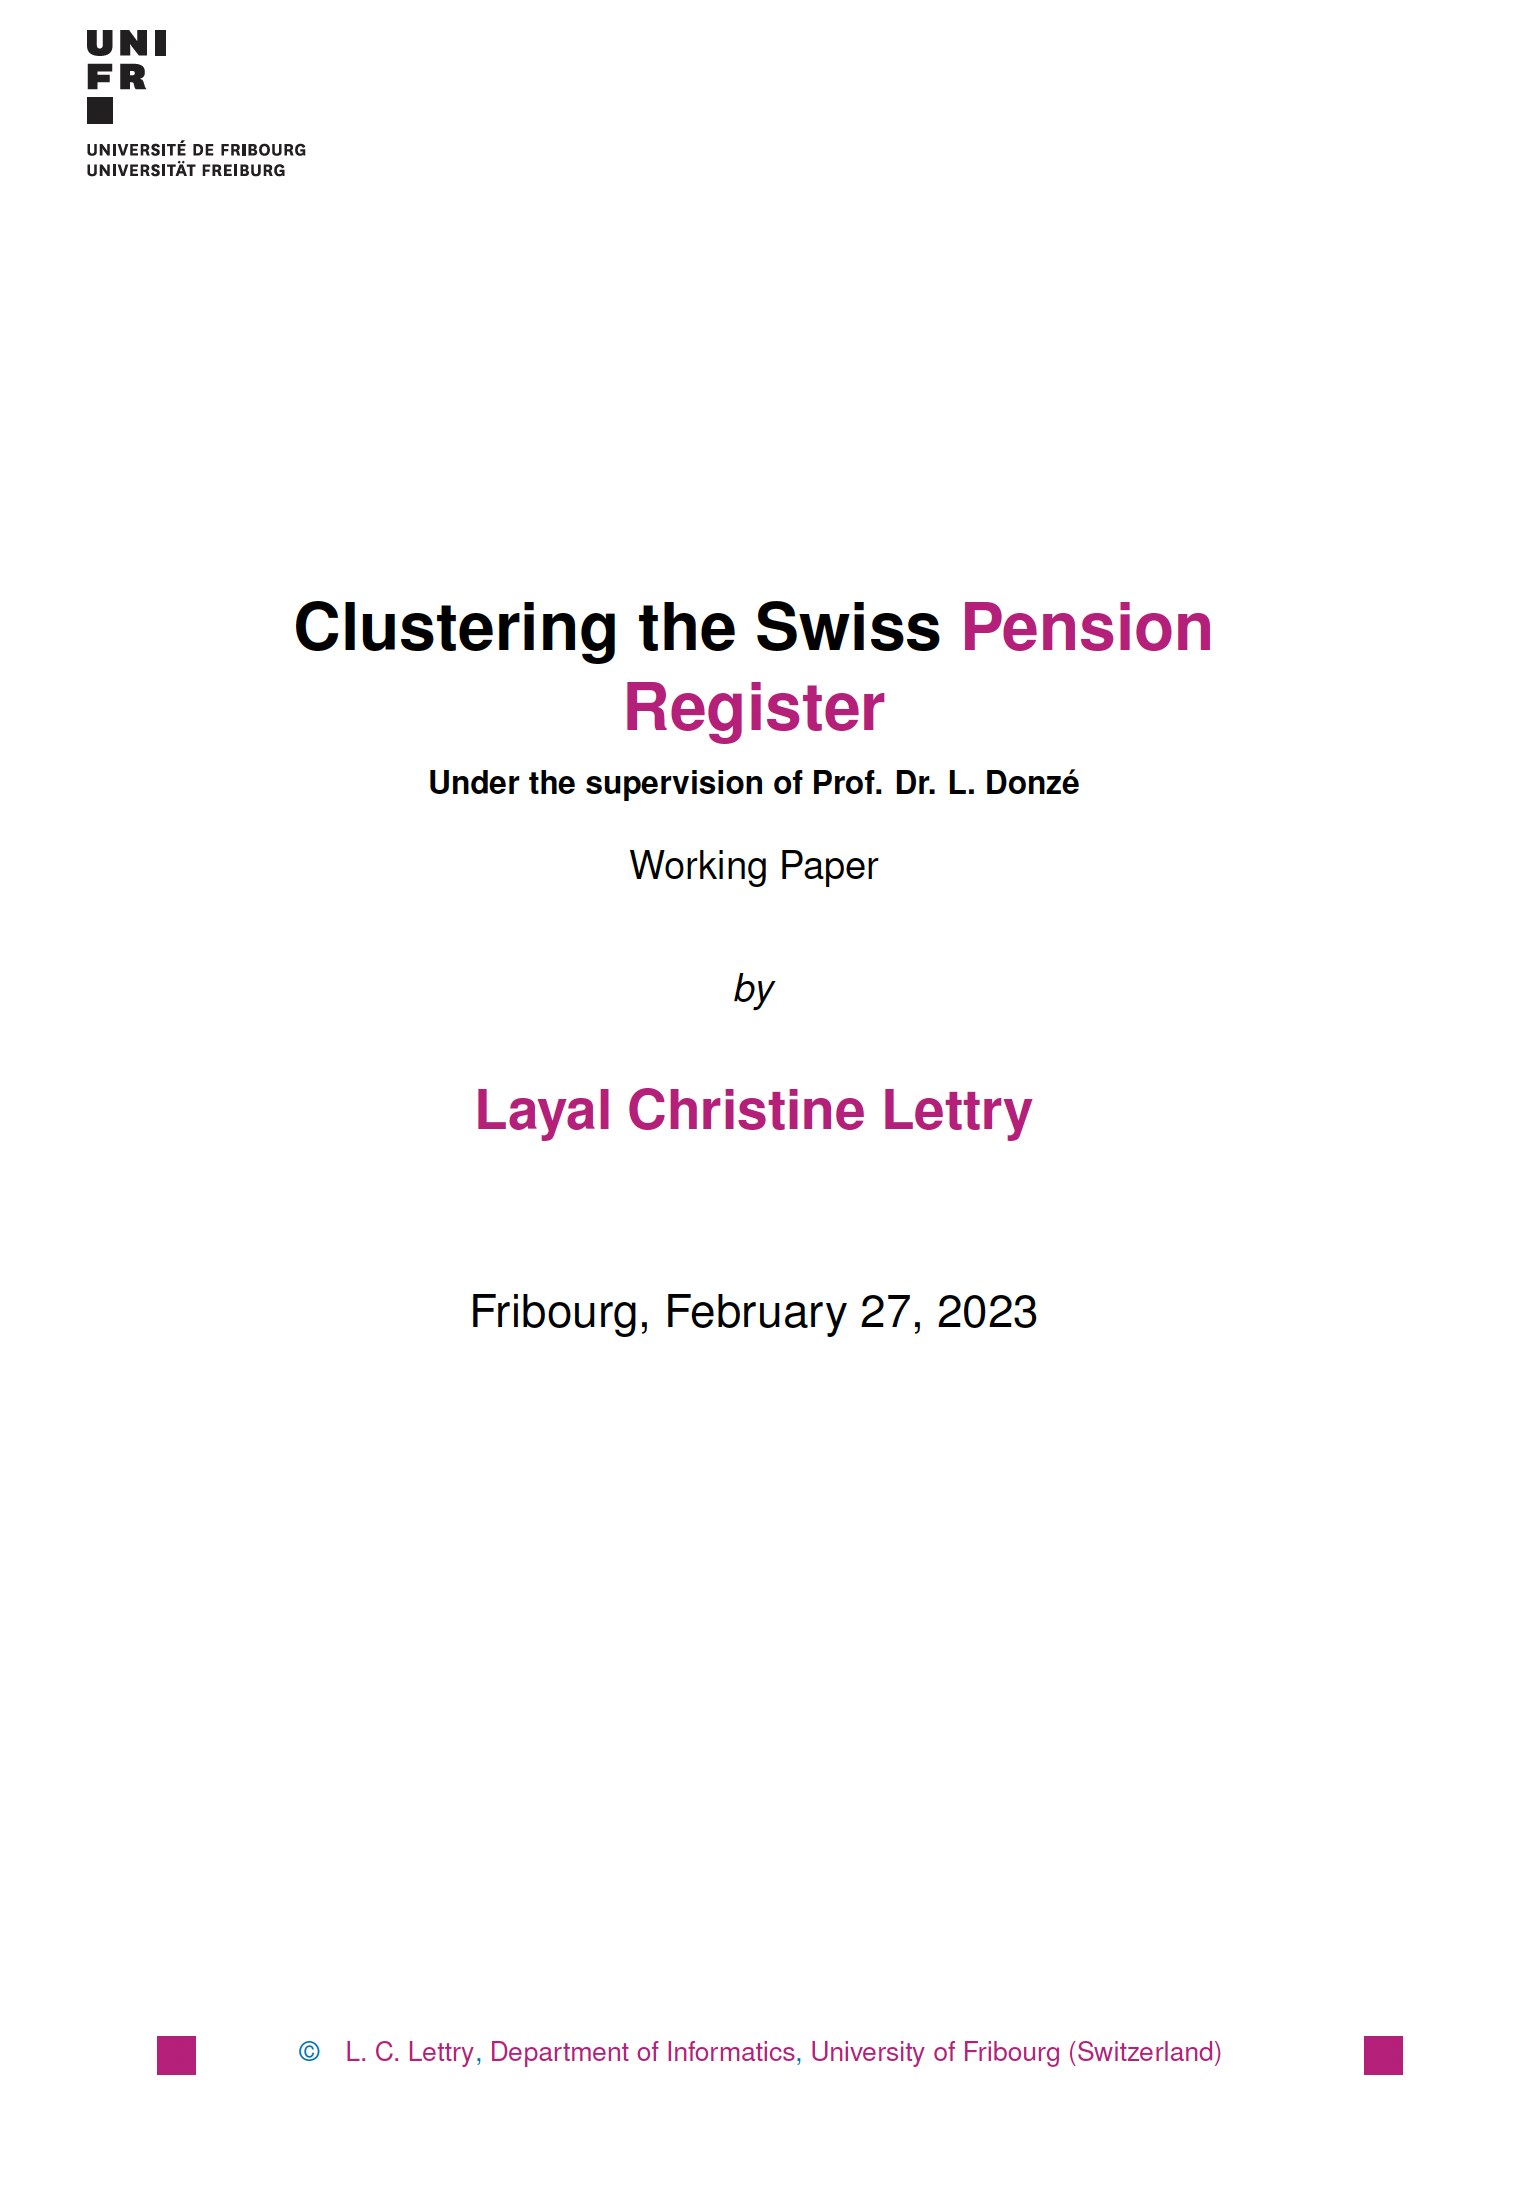 UNI
FR
UNIVERSITÉ DE FRIBOURG
UNIVERSITÄT FREIBURG
Clustering the Swiss Pension
Register
Under the supervision of Prof. Dr. L. Donzé
Working Paper
by
Layal Christine Lettry
Fribourg, February 27, 2023
© L. C. Lettry, Department of Informatics, University of Fribourg (Switzerland)